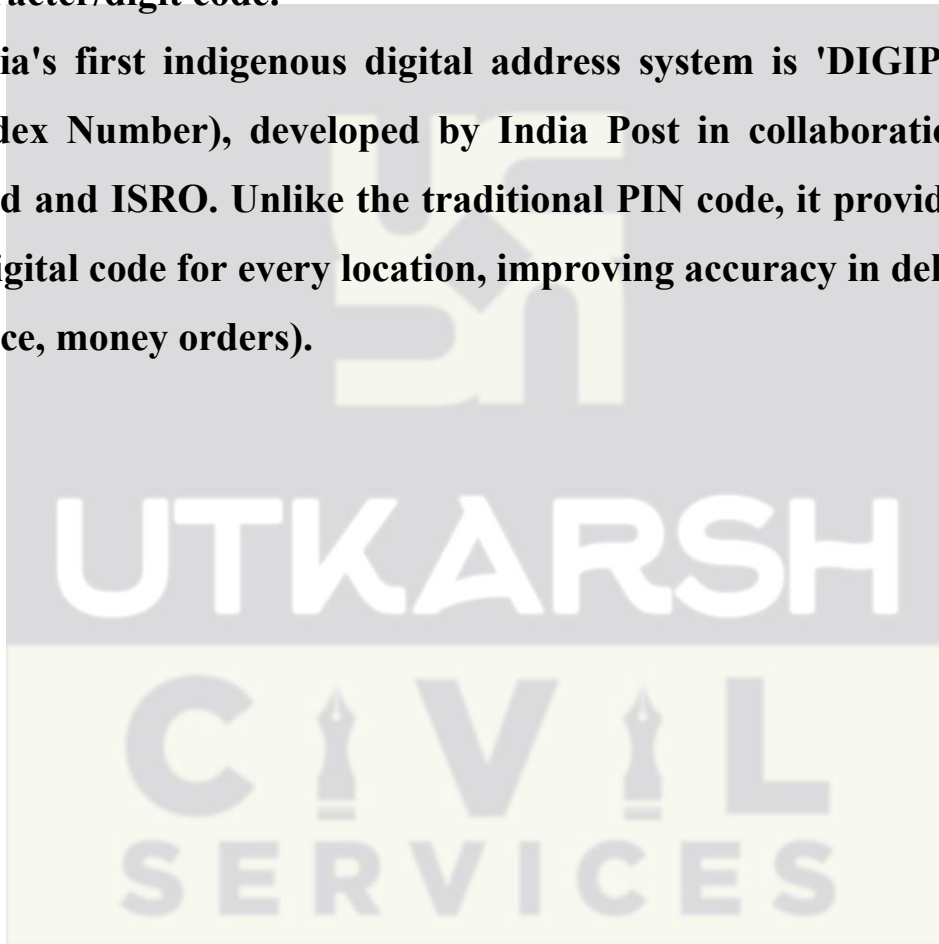 racter/digit code.
ia's first indigenous digital address system is 'DIGIP
dex Number), developed by India Post in collaboratio
d and ISRO. Unlike the traditional PIN code, it provid
igital code for every location, improving accuracy in del
ce, money orders).
UTKARSH
CIVIL
SERVICES